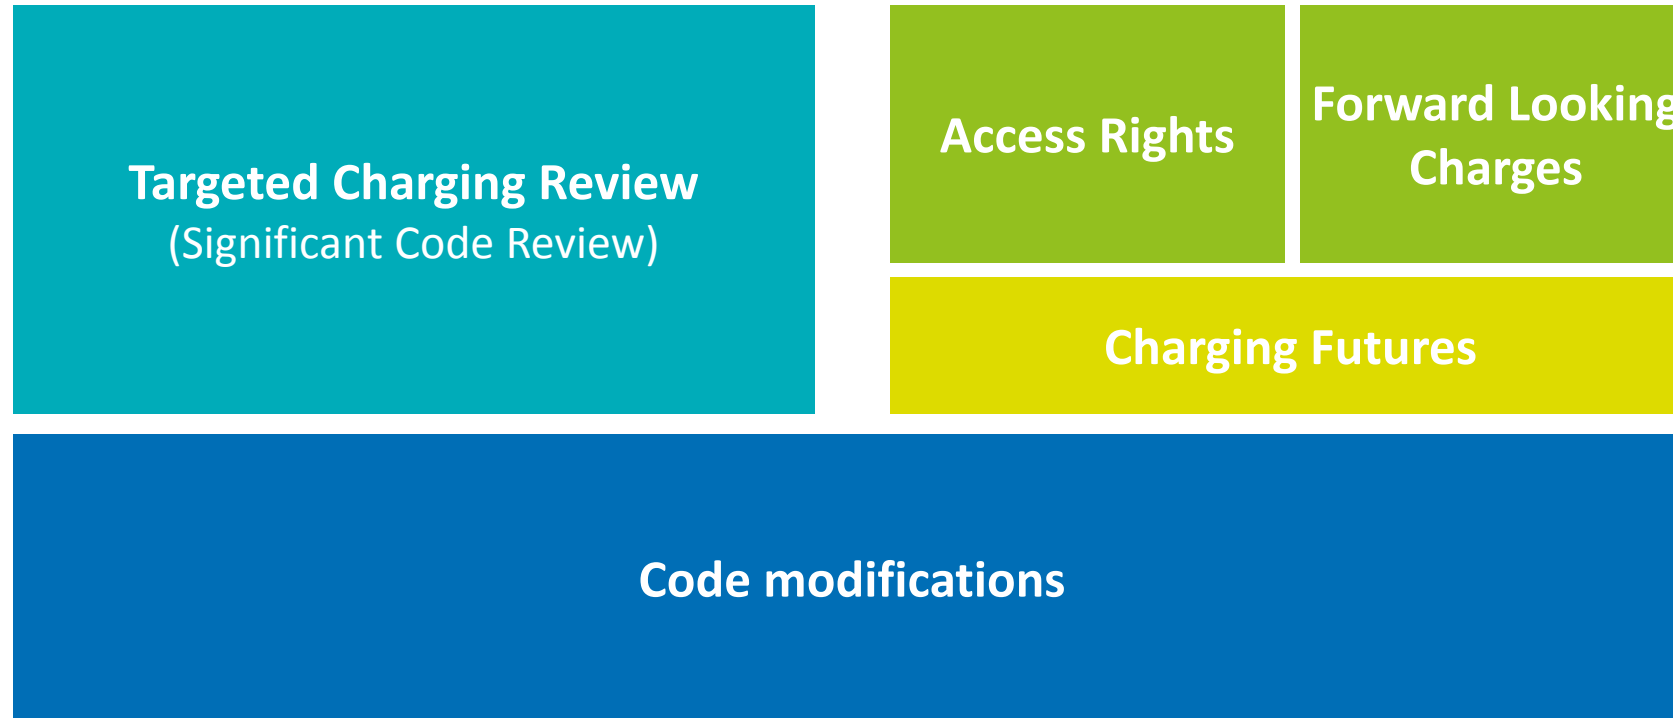 Targeted Charging Review
(Significant Code Review)
Access Rights
Forward Looking
Charges
Charging Futures
Code modifications